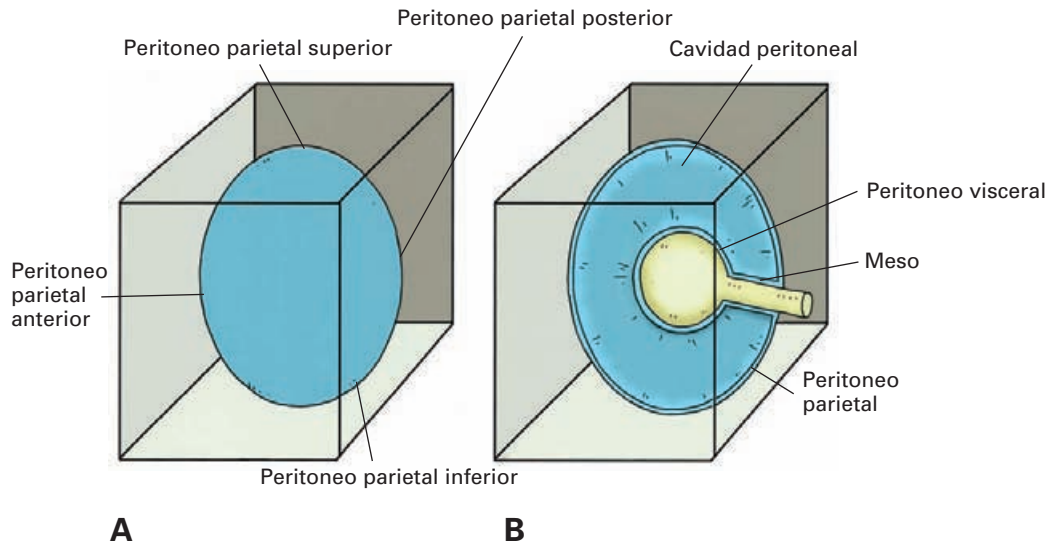 Peritoneo parietal posterior
Peritoneo parietal superior
Cavidad peritoneal
Peritoneo visceral
Meso
Peritoneo
parietal
anterior
Peritoneo
parietal
Peritoneo parietal inferior
A
B